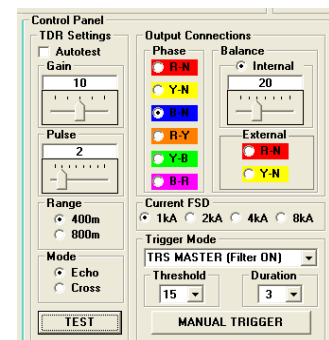 Control Panel
TDR Settings
Autotest
Gain
10
Pulse
2
Range
400m
800m
Mode
Echo
Cross
TEST
Output Connections
Phase
R-N
Y-N
B-N
R-Y
Y-B
B-R
Balance
Internal
20
External
R-N
Y-N
Current FSD
1kA 2kA 4kA 8kA
Trigger Mode
TRS MASTER (Filter ON)
Threshold
15
Duration
3
MANUAL TRIGGER